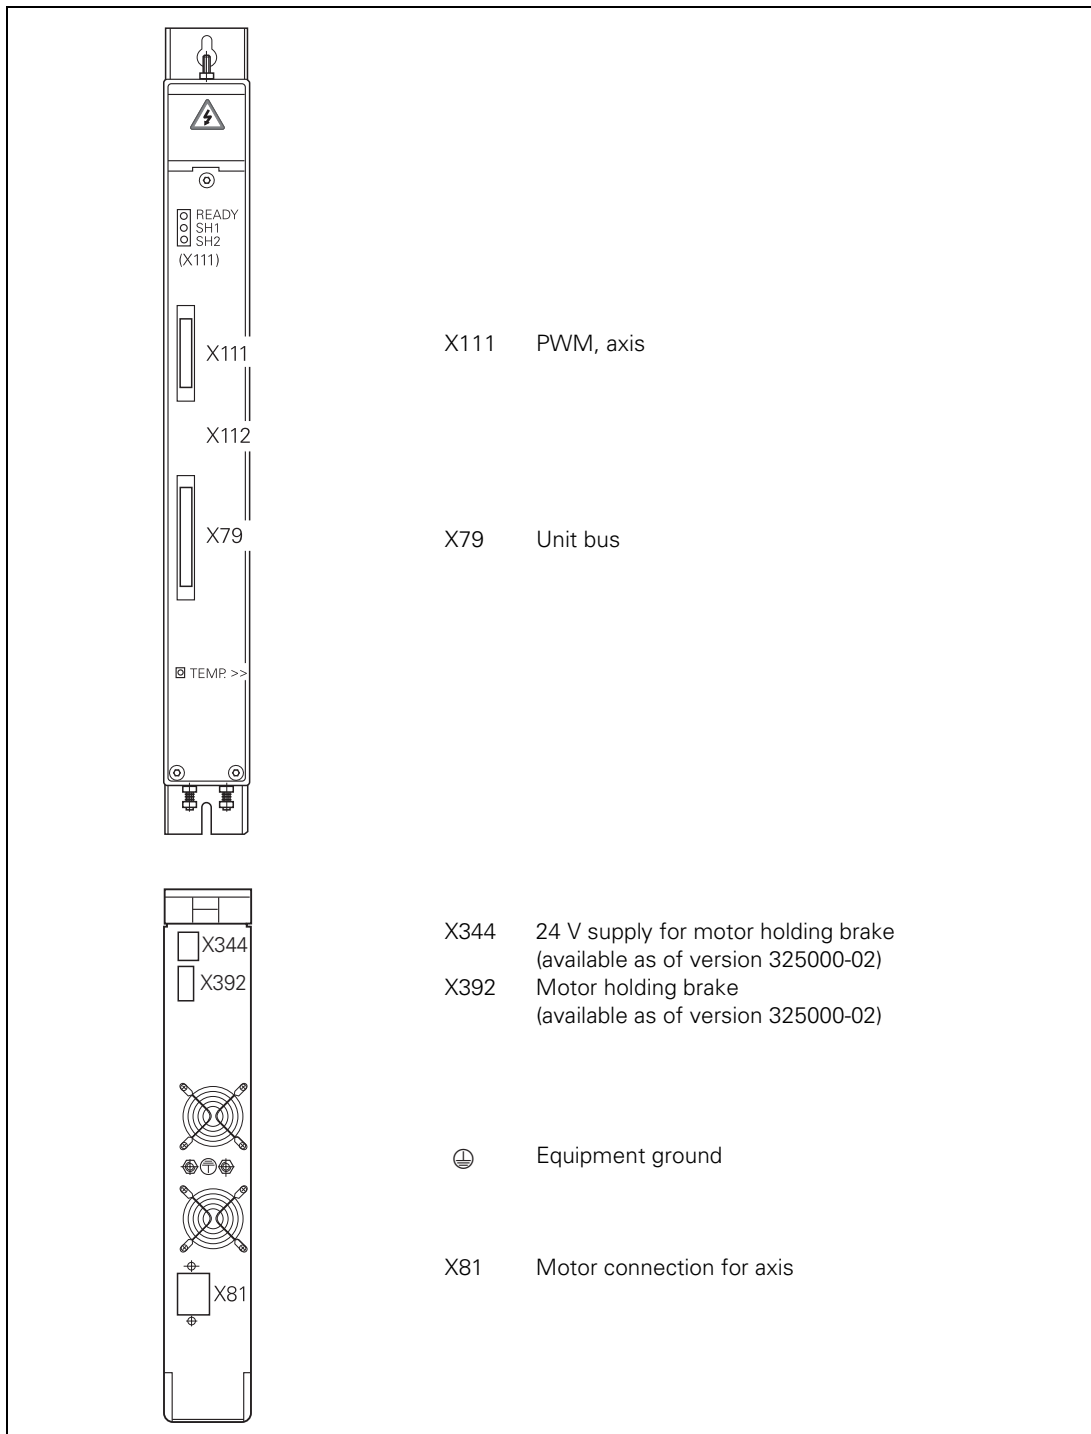 READY
SH1
SH2
(X111)
X111
X111 PWM, axis
X112
X79
X79 Unit bus
TEMP. >>
X344
X344 24 V supply for motor holding brake
(available as of version 325000-02)
X392
X392 Motor holding brake
(available as of version 325000-02)
Equipment ground
X81 Motor connection for axis
X81